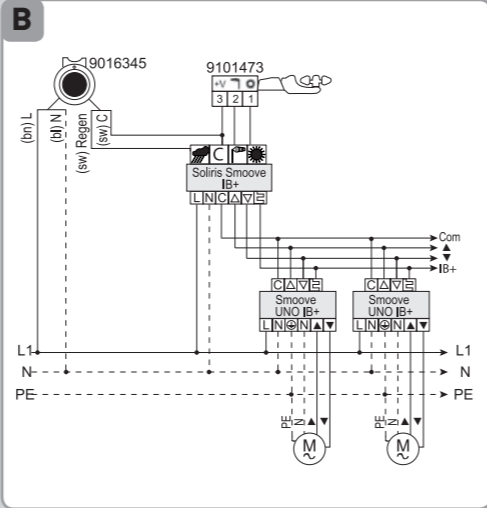 B
9016345
9101473
+V
3 2 1
(bn) L
(bl) N
(sw) Regen
(sw) C
C
Soliris Smoove
IB+
L N C △ ▽
Com
▲
▼
IB+
C △ ▽
Smoove
UNO IB+
L N N ▲ ▼
C △ ▽
Smoove
UNO IB+
L N N ▲ ▼
L1 L1
N N
PE PE
PE N ▲ ▼
PE N ▲ ▼
M
~
M
~